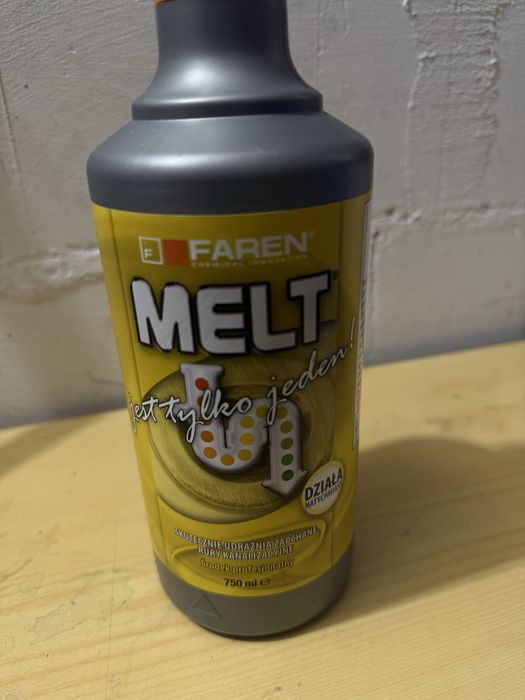 F FAREN®
CHEMICAL INNOVATION
MELT®
jest tylko jeden!
DZIAŁA
NATYCHMIAST
SKUTECZNIE UDRAŻNIA ZAPCHANE
RURY KANALIZACYJNE
Środek profesjonalny
750 ml ℮